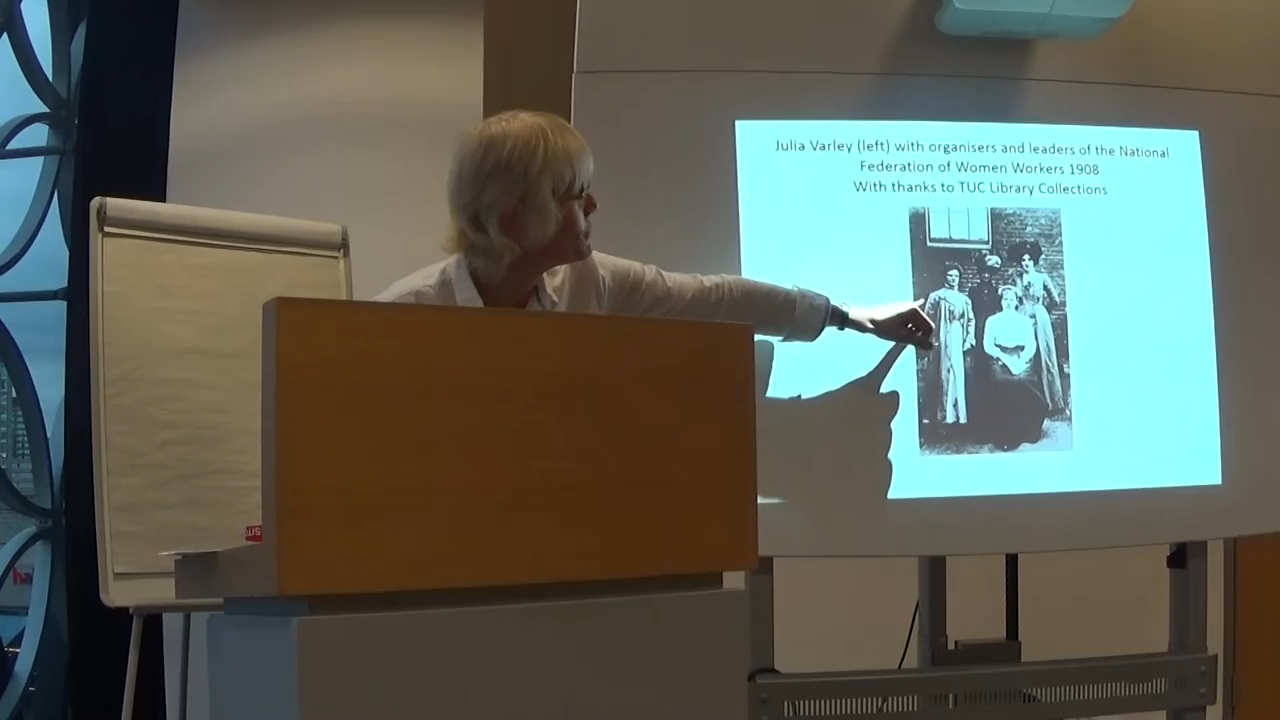 Julia Varley (left) with organisers and leaders of the National
Federation of Women Workers 1908
With thanks to TUC Library Collections